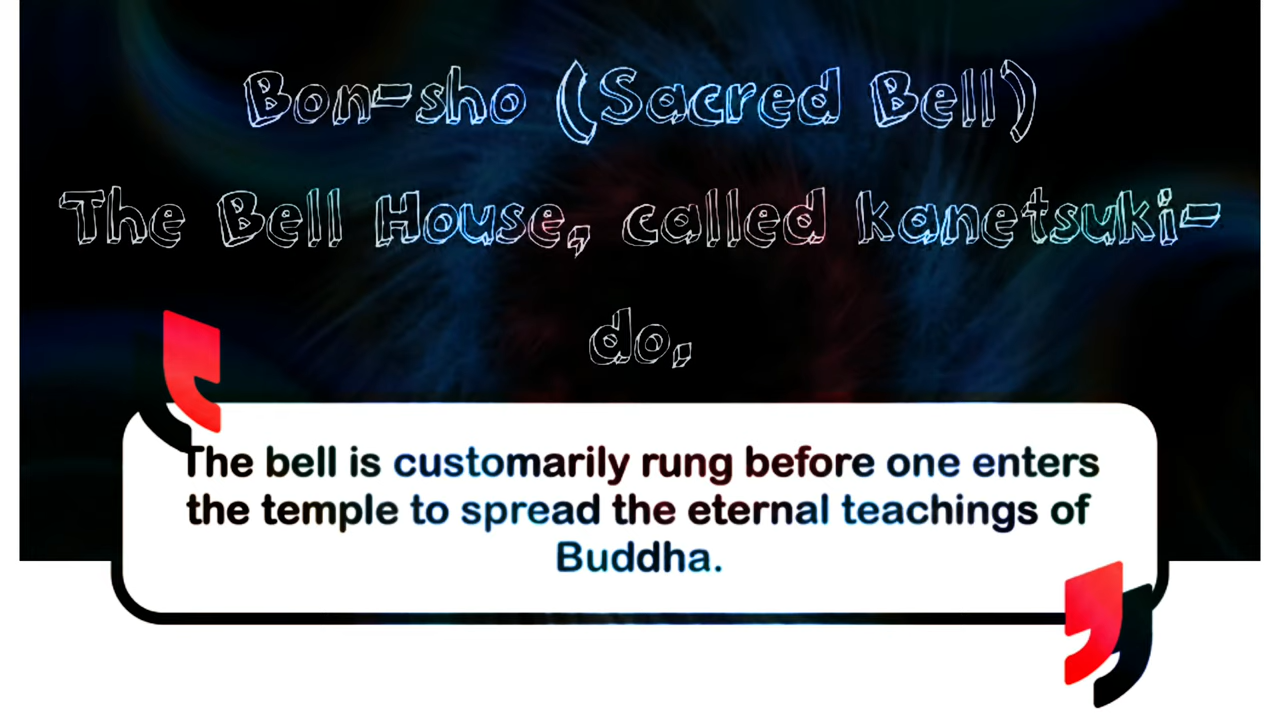 Bon-sho (Sacred Bell)
The Bell House, called kanetsuki-
do,
The bell is customarily rung before one enters
the temple to spread the eternal teachings of
Buddha.